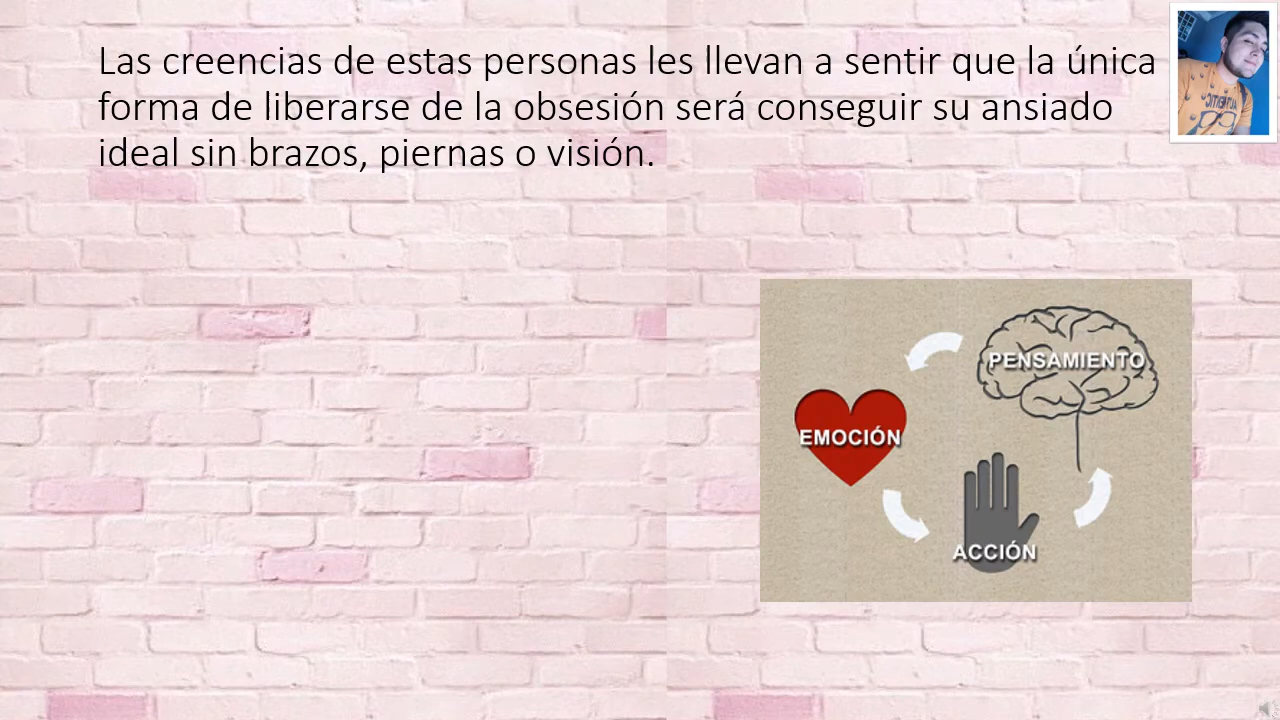 Las creencias de estas personas les llevan a sentir que la única
forma de liberarse de la obsesión será conseguir su ansiado
ideal sin brazos, piernas o visión.
PENSAMIENTO
EMOCIÓN
ACCIÓN